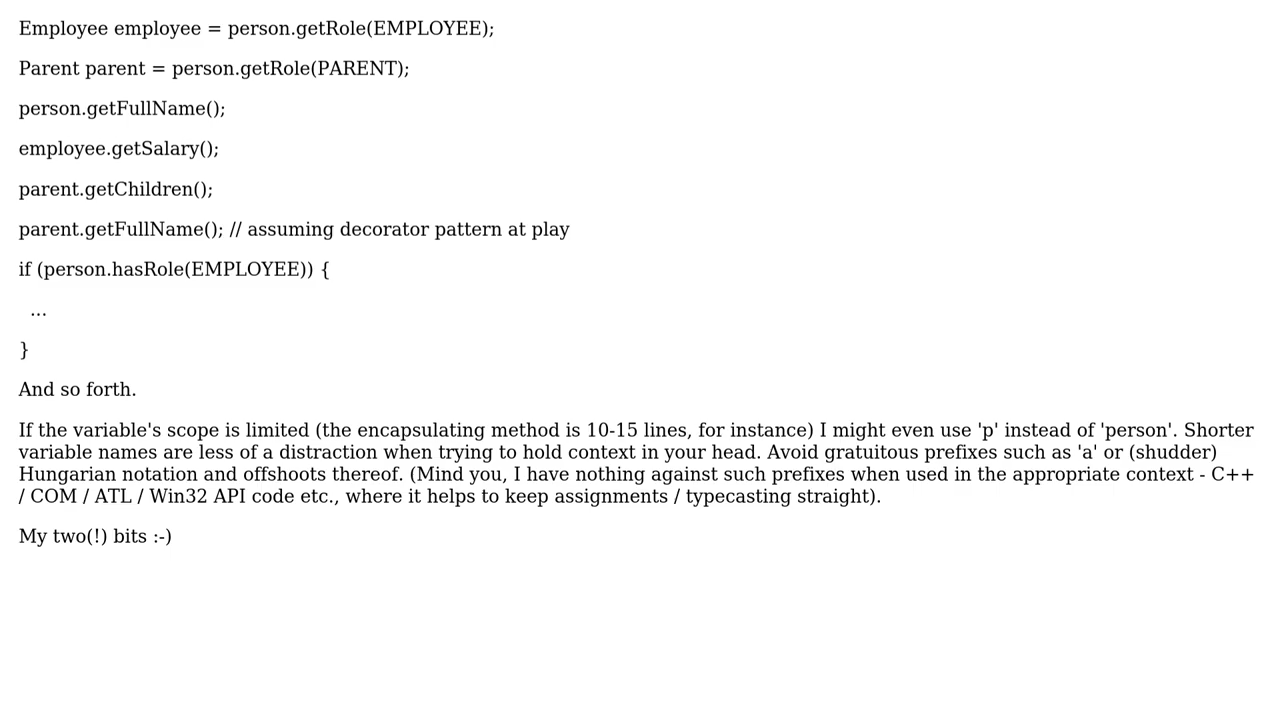 Employee employee = person.getRole(EMPLOYEE);
Parent parent = person.getRole(PARENT);
person.getFullName();
employee.getSalary();
parent.getChildren();
parent.getFullName(); // assuming decorator pattern at play
if (person.hasRole(EMPLOYEE)) {
...
}
And so forth.
If the variable's scope is limited (the encapsulating method is 10-15 lines, for instance) I might even use 'p' instead of 'person'. Shorter
variable names are less of a distraction when trying to hold context in your head. Avoid gratuitous prefixes such as 'a' or (shudder)
Hungarian notation and offshoots thereof. (Mind you, I have nothing against such prefixes when used in the appropriate context - C++
/ COM / ATL / Win32 API code etc., where it helps to keep assignments / typecasting straight).
My two(!) bits :-)